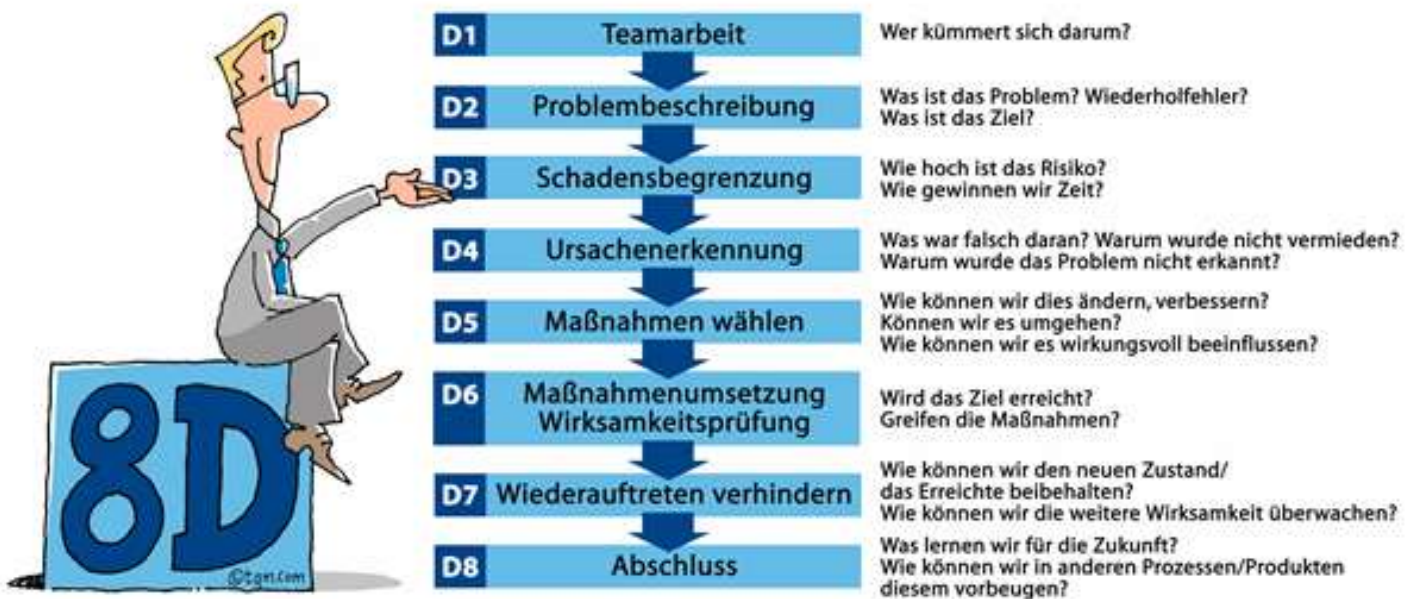 D1 Teamarbeit Wer kümmert sich darum?
D2 Problembeschreibung Was ist das Problem? Wiederholfehler?
Was ist das Ziel?
D3 Schadensbegrenzung Wie hoch ist das Risiko?
Wie gewinnen wir Zeit?
D4 Ursachenerkennung Was war falsch daran? Warum wurde nicht vermieden?
Warum wurde das Problem nicht erkannt?
D5 Maßnahmen wählen Wie können wir dies ändern, verbessern?
Können wir es umgehen?
Wie können wir es wirkungsvoll beeinflussen?
D6 Maßnahmenumsetzung
Wirksamkeitsprüfung
Wird das Ziel erreicht?
Greifen die Maßnahmen?
D7 Wiederauftreten verhindern Wie können wir den neuen Zustand/
das Erreichte beibehalten?
Wie können wir die weitere Wirksamkeit überwachen?
D8 Abschluss Was lernen wir für die Zukunft?
Wie können wir in anderen Prozessen/Produkten
diesem vorbeugen?
8D